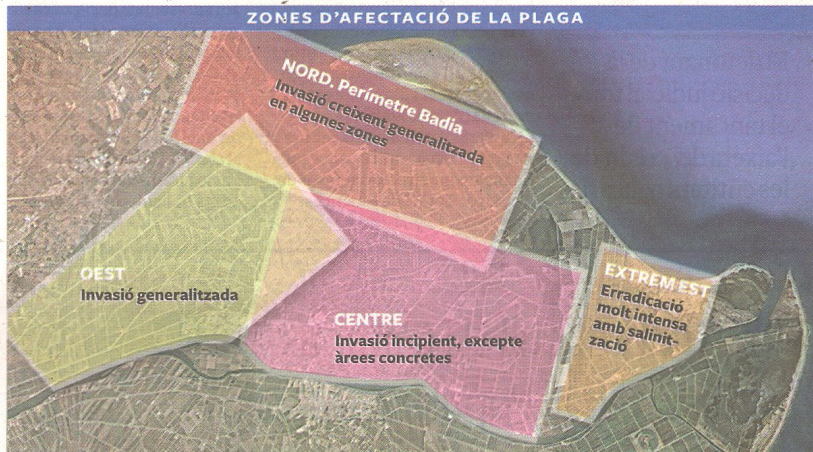 ZONES D'AFECTACIÓ DE LA PLAGA
NORD. Perímetre Badia
Invasió creixent generalitzada
en algunes zones
OEST
Invasió generalitzada
CENTRE
Invasió incipient, excepte
àrees concretes
EXTREM EST
Erradicació
molt intensa
amb salinit-
zació